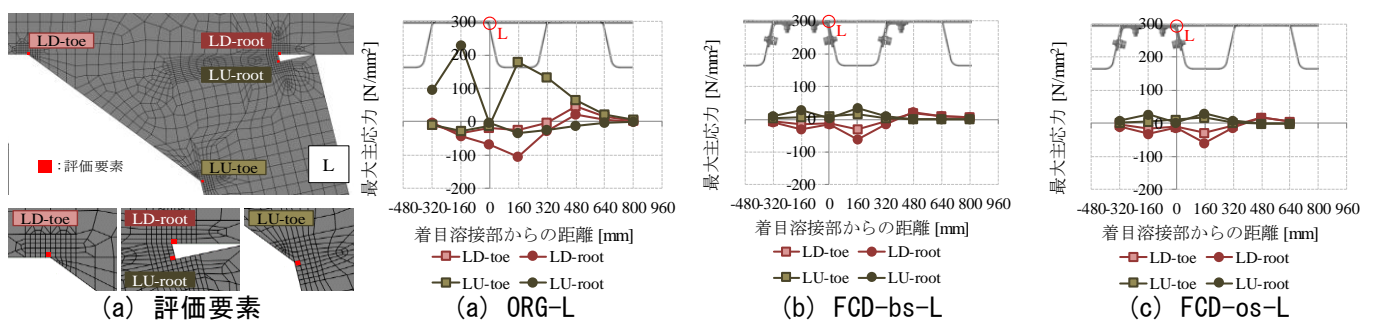 LD-toe
LD-root
LU-root
LU-toe
■:評価要素
L
LD-toe
LD-root
LU-root
LU-toe
(a) 評価要素
最大主応力 [N/mm²]
300
200
100
0
-100
-200
L
-480-320-160 0 160 320 480 640 800 960
着目溶接部からの距離 [mm]
LD-toe LD-root
LU-toe LU-root
(a) ORG-L
最大主応力 [N/mm²]
300
200
100
0
-100
-200
L
-480-320-160 0 160 320 480 640 800 960
着目溶接部からの距離 [mm]
LD-toe LD-root
LU-toe LU-root
(b) FCD-bs-L
最大主応力 [N/mm²]
300
200
100
0
-100
-200
L
-480-320-160 0 160 320 480 640 800 960
着目溶接部からの距離 [mm]
LD-toe LD-root
LU-toe LU-root
(c) FCD-os-L